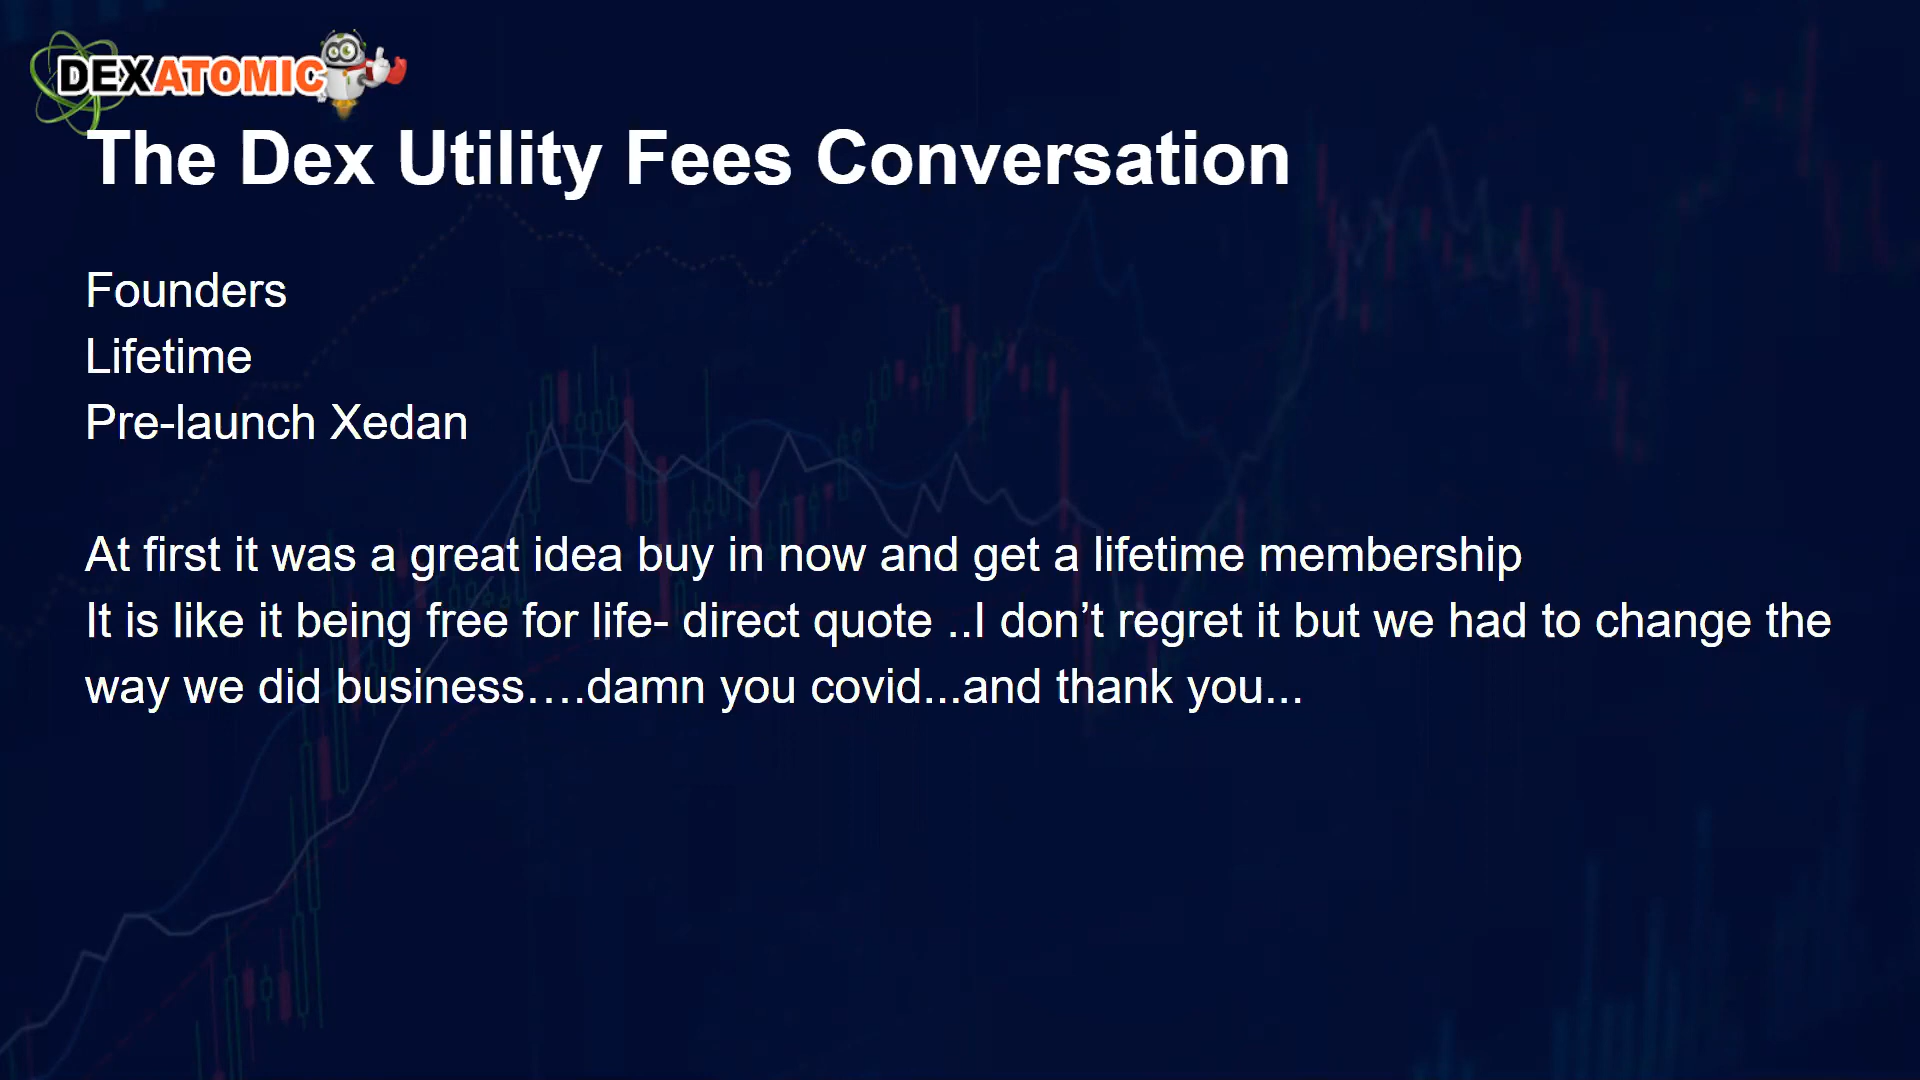 DEXATOMIC
The Dex Utility Fees Conversation
Founders
Lifetime
Pre-launch Xedan
At first it was a great idea buy in now and get a lifetime membership
It is like it being free for life- direct quote ..I don’t regret it but we had to change the
way we did business….damn you covid...and thank you...